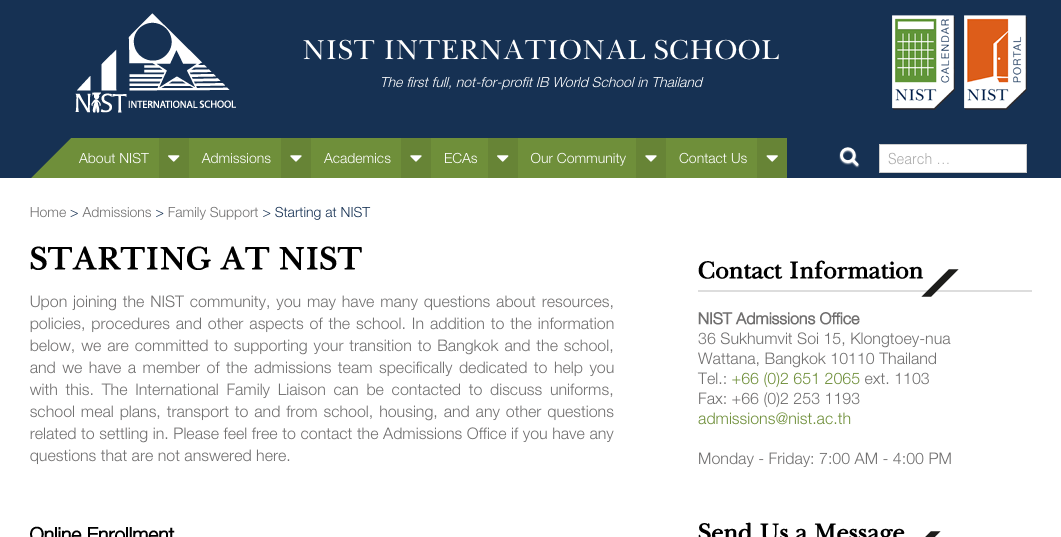 NIST INTERNATIONAL SCHOOL
NIST INTERNATIONAL SCHOOL
The first full, not-for-profit IB World School in Thailand
CALENDAR
NIST
PORTAL
NIST
About NIST
Admissions
Academics
ECAs
Our Community
Contact Us
Search ...
Home > Admissions > Family Support > Starting at NIST
STARTING AT NIST
Upon joining the NIST community, you may have many questions about resources,
policies, procedures and other aspects of the school. In addition to the information
below, we are committed to supporting your transition to Bangkok and the school,
and we have a member of the admissions team specifically dedicated to help you
with this. The International Family Liaison can be contacted to discuss uniforms,
school meal plans, transport to and from school, housing, and any other questions
related to settling in. Please feel free to contact the Admissions Office if you have any
questions that are not answered here.
Online Enrollment
Contact Information
NIST Admissions Office
36 Sukhumvit Soi 15, Klongtoey-nua
Wattana, Bangkok 10110 Thailand
Tel.: +66 (0)2 651 2065 ext. 1103
Fax: +66 (0)2 253 1193
admissions@nist.ac.th
Monday - Friday: 7:00 AM - 4:00 PM
Send Us a Message